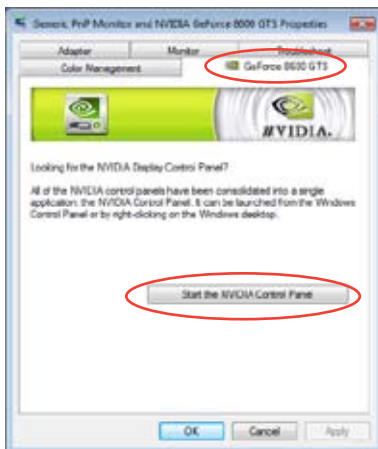 Generic PnP Monitor and NVIDIA GeForce 8600 GTS Properties
Adapter Monitor Troubleshoot
Color Management GeForce 8600 GTS
NVIDIA.
Looking for the NVIDIA Display Control Panel?
All of the NVIDIA control panels have been consolidated into a single
application: the NVIDIA Control Panel. It can be launched from the Windows
Control Panel or by right-clicking on the Windows desktop.
Start the NVIDIA Control Panel
OK Cancel Apply